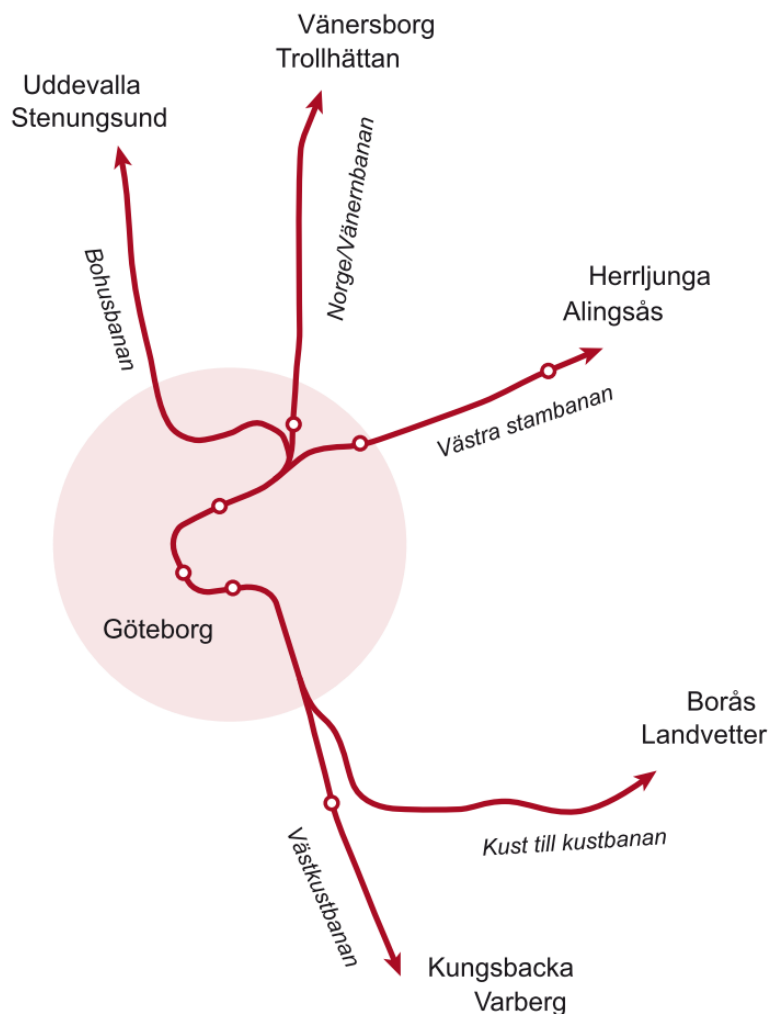 Vänersborg
Trollhättan
Uddevalla
Stenungsund
Norge/Vänernbanan
Bohusbanan
Herrljunga
Alingsås
Västra stambanan
Göteborg
Borås
Landvetter
Kust till kustbanan
Västkustbanan
Kungsbacka
Varberg